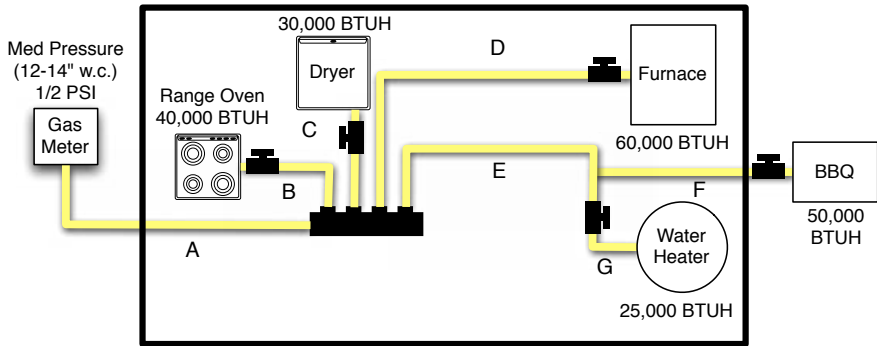 Med Pressure
(12-14" w.c.)
1/2 PSI
Gas
Meter
Range Oven
40,000 BTUH
30,000 BTUH
Dryer
C
B
A
D
E
Furnace
60,000 BTUH
F
BBQ
50,000
BTUH
G
Water
Heater
25,000 BTUH